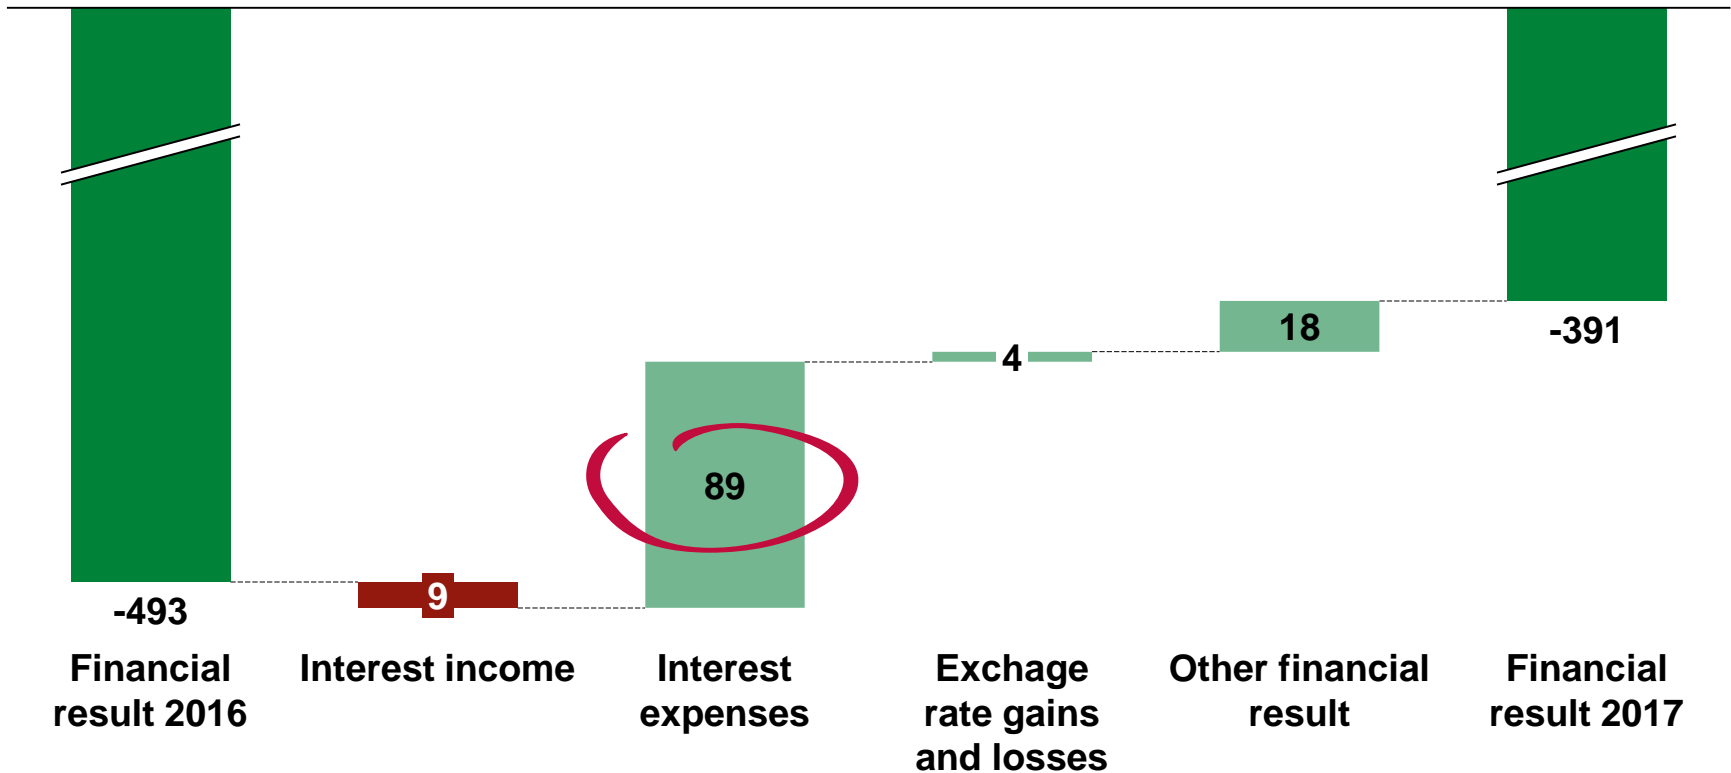 -493
9
89
4
18
-391
Financial
result 2016
Interest income
Interest
expenses
Exchage
rate gains
and losses
Other financial
result
Financial
result 2017